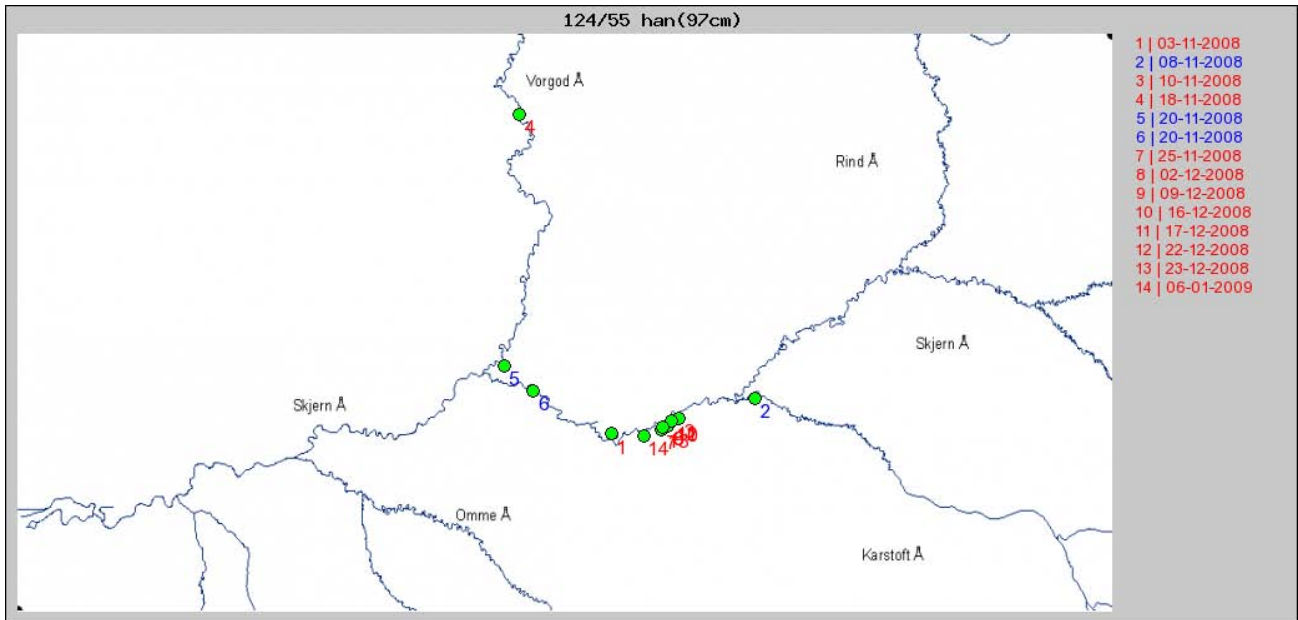 124/55 han(97cm)
1 | 03-11-2008
2 | 08-11-2008
3 | 10-11-2008
4 | 18-11-2008
5 | 20-11-2008
6 | 20-11-2008
7 | 25-11-2008
8 | 02-12-2008
9 | 09-12-2008
10 | 16-12-2008
11 | 17-12-2008
12 | 22-12-2008
13 | 23-12-2008
14 | 06-01-2009
Vorgod Å
4
Rind Å
Skjern Å
5
6
Skjern Å
2
1
14
Omme Å
Karstoft Å